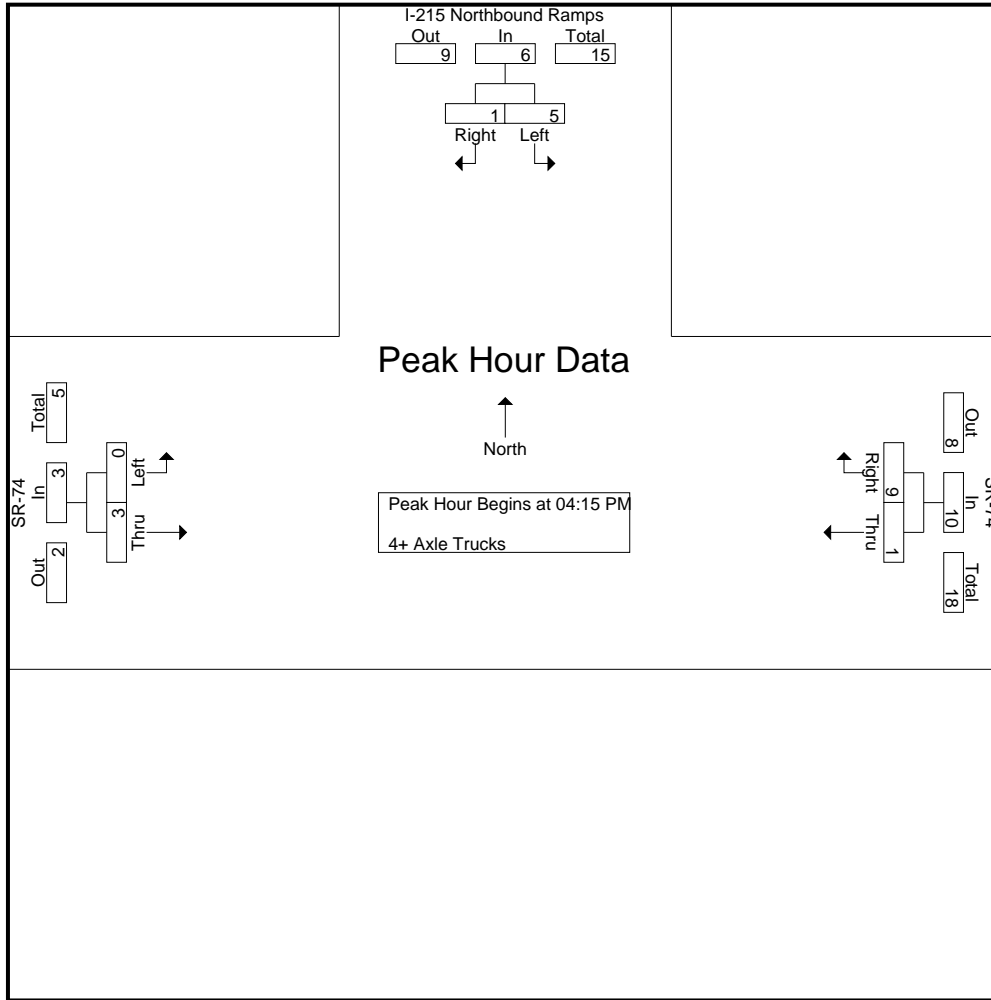 I-215 Northbound Ramps
Out In Total
9 6 15
1 5
Right Left
Peak Hour Data
North
Peak Hour Begins at 04:15 PM
4+ Axle Trucks
SR-74
Total In Out
5 3 2
0 3
Left Thru
SR-74
Out In Total
8 10 18
9 1
Right Thru